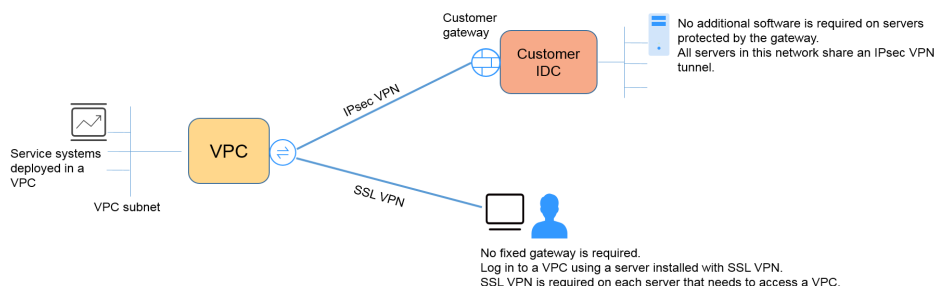 Customer
gateway
Customer
IDC
No additional software is required on servers
protected by the gateway.
All servers in this network share an IPsec VPN
tunnel.
IPsec VPN
VPC
Service systems
deployed in a
VPC
VPC subnet
SSL VPN
No fixed gateway is required.
Log in to a VPC using a server installed with SSL VPN.
SSL VPN is required on each server that needs to access a VPC.